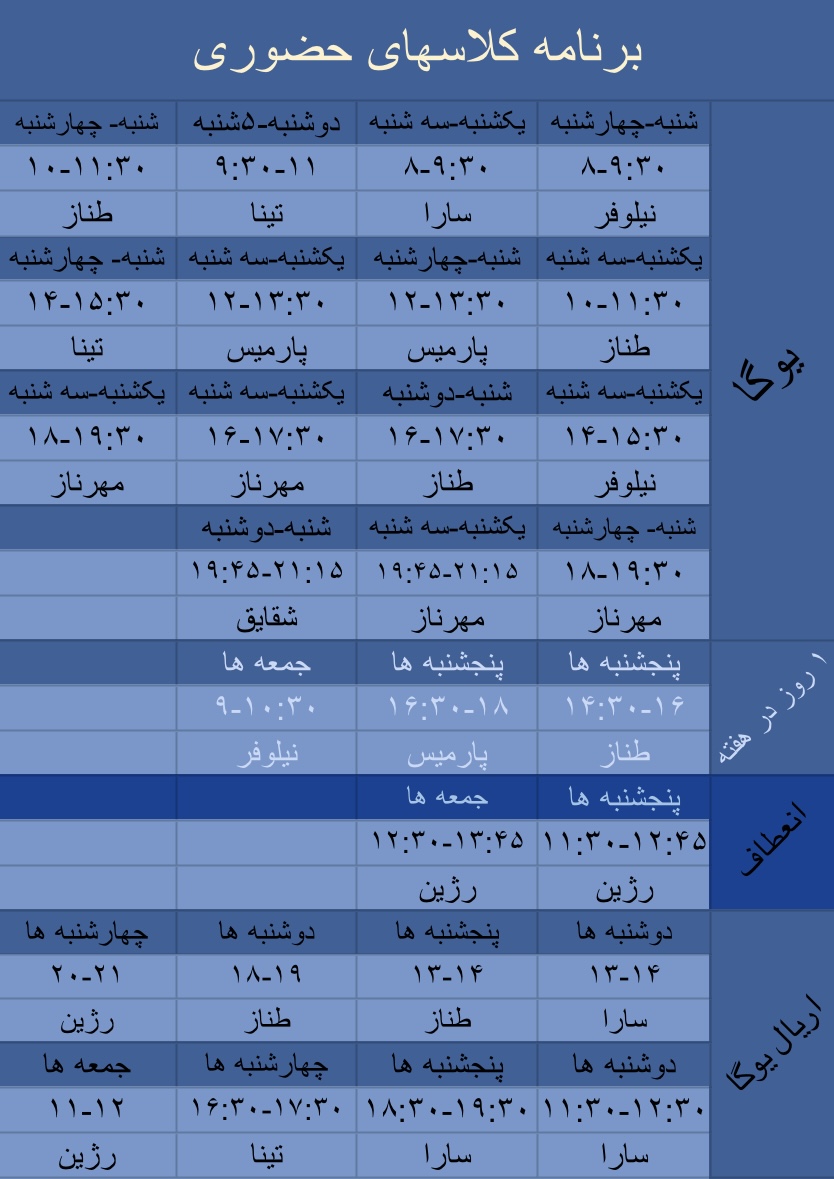 برنامه کلاسهای حضوری
یوگا
شنبه-چهارشنبه یکشنبه-سه شنبه دوشنبه-۵شنبه شنبه- چهارشنبه
۸-۹:۳۰ ۸-۹:۳۰ ۹:۳۰-۱۱ ۱۰-۱۱:۳۰
نیلوفر سارا تینا طناز
یکشنبه-سه شنبه شنبه-چهارشنبه یکشنبه-سه شنبه شنبه- چهارشنبه
۱۰-۱۱:۳۰ ۱۲-۱۳:۳۰ ۱۲-۱۳:۳۰ ۱۴-۱۵:۳۰
طناز پارمیس پارمیس تینا
یکشنبه-سه شنبه شنبه-دوشنبه یکشنبه-سه شنبه یکشنبه-سه شنبه
۱۴-۱۵:۳۰ ۱۶-۱۷:۳۰ ۱۶-۱۷:۳۰ ۱۸-۱۹:۳۰
نیلوفر طناز مهرناز مهرناز
شنبه- چهارشنبه یکشنبه-سه شنبه شنبه-دوشنبه
۱۸-۱۹:۳۰ ۱۹:۴۵-۲۱:۱۵ ۱۹:۴۵-۲۱:۱۵
مهرناز مهرناز شقایق
۱ روز در هفته
پنجشنبه ها پنجشنبه ها جمعه ها
۱۴:۳۰-۱۶ ۱۶:۳۰-۱۸ ۹-۱۰:۳۰
طناز پارمیس نیلوفر
انعطاف
پنجشنبه ها جمعه ها
۱۱:۳۰-۱۲:۴۵ ۱۲:۳۰-۱۳:۴۵
رژین رژین
اریال یوگا
دوشنبه ها پنجشنبه ها دوشنبه ها چهارشنبه ها
۱۳-۱۴ ۱۳-۱۴ ۱۸-۱۹ ۲۰-۲۱
سارا طناز طناز رژین
دوشنبه ها پنجشنبه ها چهارشنبه ها جمعه ها
۱۱:۳۰-۱۲:۳۰ ۱۸:۳۰-۱۹:۳۰ ۱۶:۳۰-۱۷:۳۰ ۱۱-۱۲
سارا سارا تینا رژین